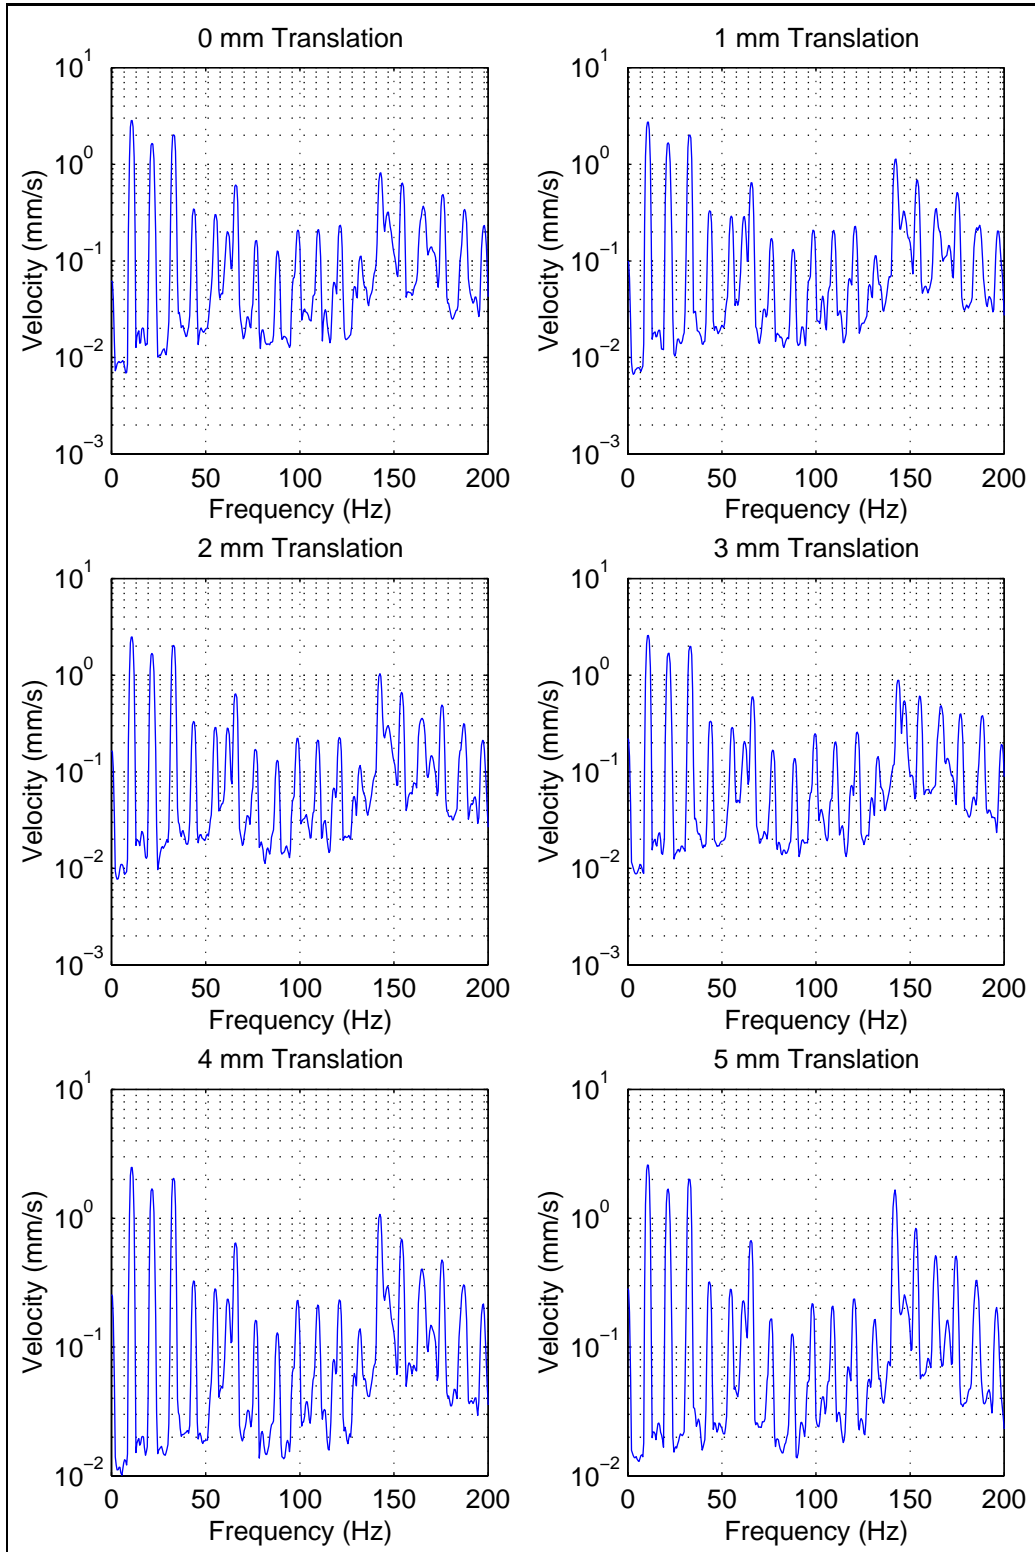 0 mm Translation
10^1
10^0
10^−1
10^−2
10^−3
Velocity (mm/s)
0 50 100 150 200
Frequency (Hz)
1 mm Translation
10^1
10^0
10^−1
10^−2
10^−3
Velocity (mm/s)
0 50 100 150 200
Frequency (Hz)
2 mm Translation
10^1
10^0
10^−1
10^−2
10^−3
Velocity (mm/s)
0 50 100 150 200
Frequency (Hz)
3 mm Translation
10^1
10^0
10^−1
10^−2
10^−3
Velocity (mm/s)
0 50 100 150 200
Frequency (Hz)
4 mm Translation
10^1
10^0
10^−1
10^−2
Velocity (mm/s)
0 50 100 150 200
Frequency (Hz)
5 mm Translation
10^1
10^0
10^−1
10^−2
Velocity (mm/s)
0 50 100 150 200
Frequency (Hz)